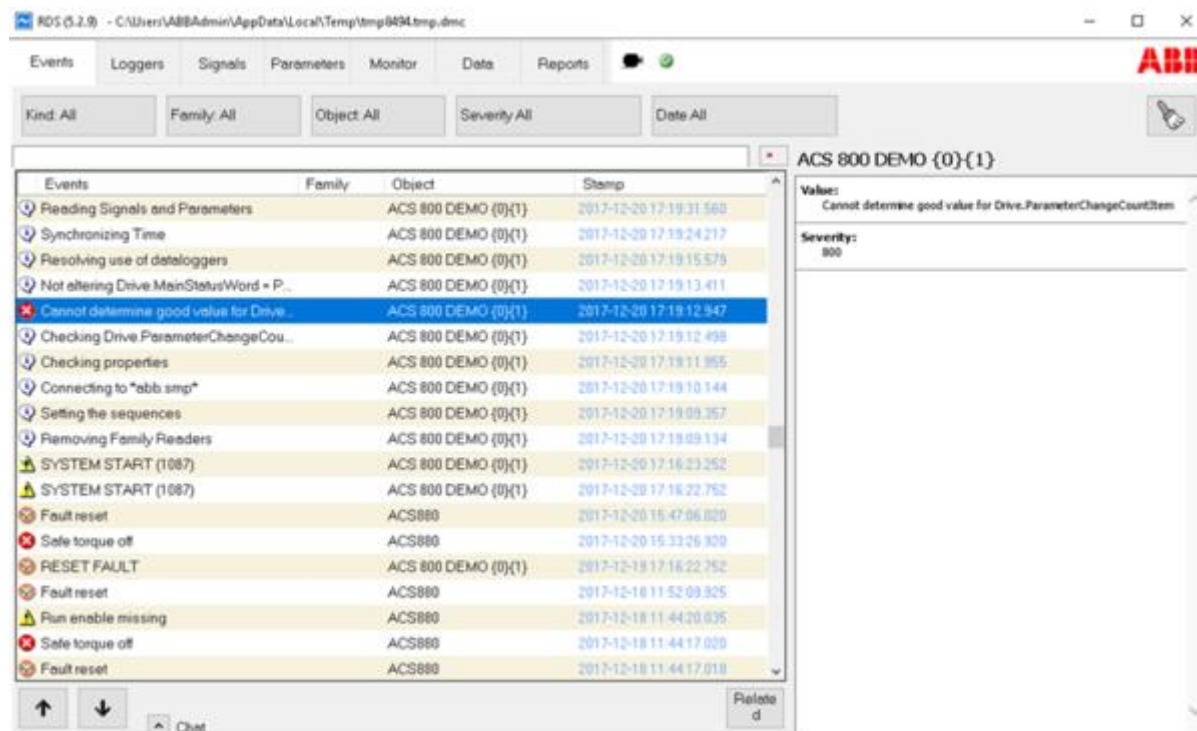 RDS (5.2.9) - C:\Users\ABBAdmin\AppData\Local\Temp\tmp8494.tmp.dmc
Events Loggers Signals Parameters Monitor Data Reports
ABB
Kind: All Family: All Object: All Severity: All Date: All
ACS 800 DEMO {0}{1}
Events Family Object Stamp
Value:
Cannot determine good value for Drive.ParameterChangeCountItem
Severity:
800
Reading Signals and Parameters ACS 800 DEMO {0}{1} 2017-12-20 17:19:31.560
Synchronizing Time ACS 800 DEMO {0}{1} 2017-12-20 17:19:24.217
Resolving use of dataloggers ACS 800 DEMO {0}{1} 2017-12-20 17:19:15.579
Not altering Drive.MainStatusWord = P... ACS 800 DEMO {0}{1} 2017-12-20 17:19:13.411
Cannot determine good value for Drive... ACS 800 DEMO {0}{1} 2017-12-20 17:19:12.947
Checking Drive.ParameterChangeCou... ACS 800 DEMO {0}{1} 2017-12-20 17:19:12.498
Checking properties ACS 800 DEMO {0}{1} 2017-12-20 17:19:11.955
Connecting to *abb.smp* ACS 800 DEMO {0}{1} 2017-12-20 17:19:10.144
Setting the sequences ACS 800 DEMO {0}{1} 2017-12-20 17:19:09.357
Removing Family Readers ACS 800 DEMO {0}{1} 2017-12-20 17:19:09.134
SYSTEM START (1087) ACS 800 DEMO {0}{1} 2017-12-20 17:16:23.252
SYSTEM START (1087) ACS 800 DEMO {0}{1} 2017-12-20 17:16:22.752
Fault reset ACS880 2017-12-20 15:47:06.020
Safe torque off ACS880 2017-12-20 15:33:26.920
RESET FAULT ACS 800 DEMO {0}{1} 2017-12-19 17:16:22.752
Fault reset ACS880 2017-12-18 11:52:09.925
Run enable missing ACS880 2017-12-18 11:44:20.035
Safe torque off ACS880 2017-12-18 11:44:17.020
Fault reset ACS880 2017-12-18 11:44:17.018
Relate
d
Chat